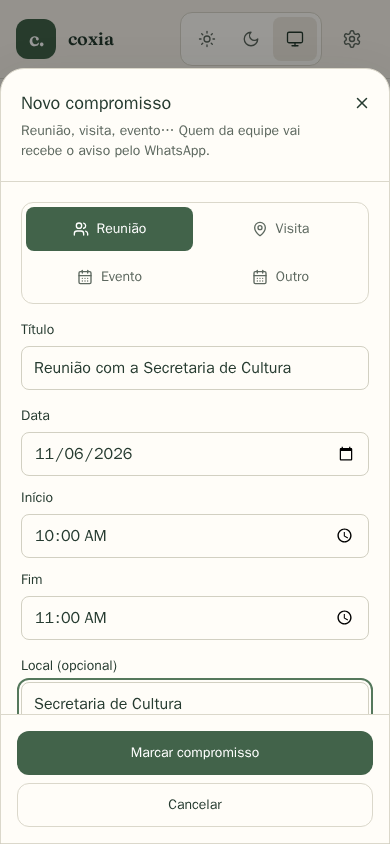 c. coxia
Novo compromisso
Reunião, visita, evento… Quem da equipe vai
recebe o aviso pelo WhatsApp.
Reunião
Visita
Evento
Outro
Título
Reunião com a Secretaria de Cultura
Data
11/06/2026
Início
10:00 AM
Fim
11:00 AM
Local (opcional)
Secretaria de Cultura
Marcar compromisso
Cancelar